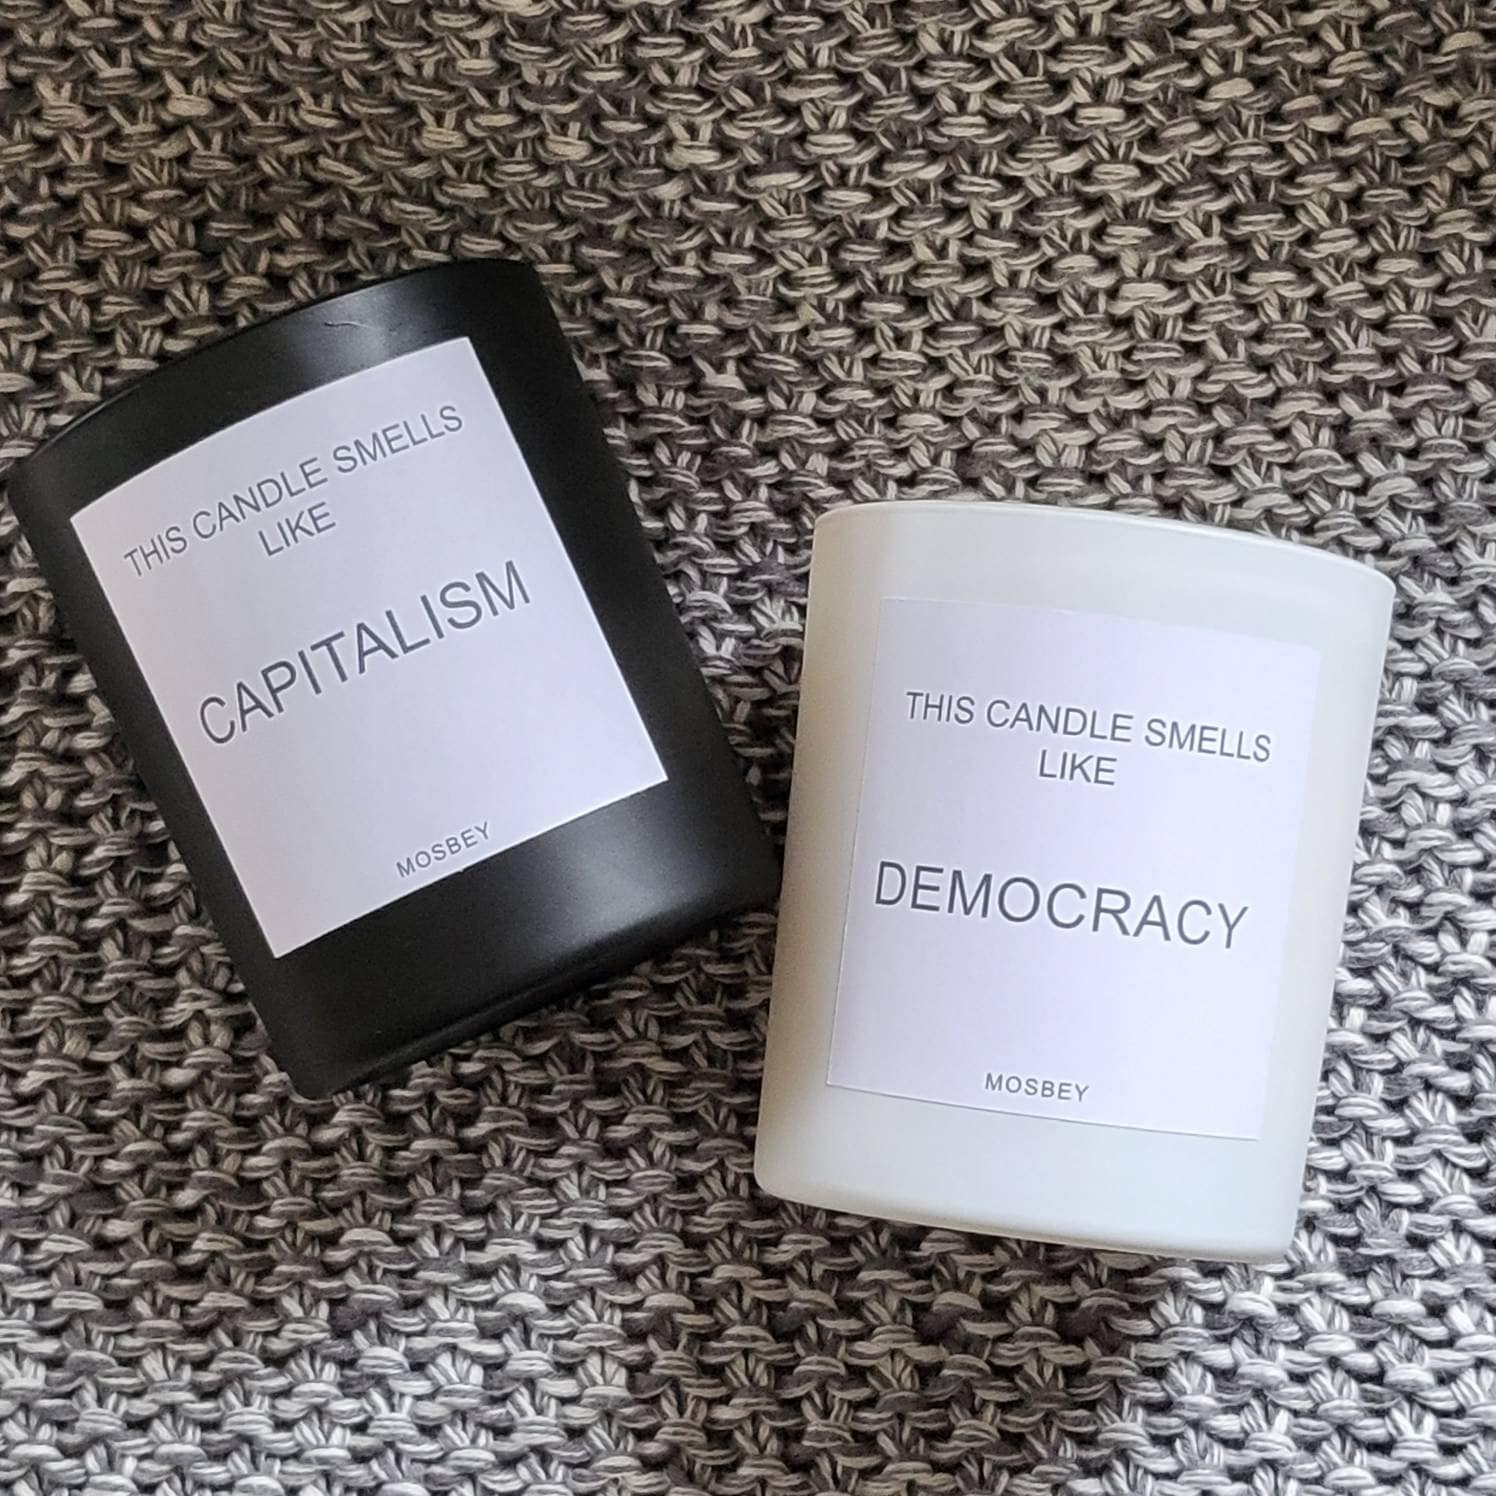 THIS CANDLE SMELLS
LIKE
CAPITALISM
MOSBEY
THIS CANDLE SMELLS
LIKE
DEMOCRACY
MOSBEY